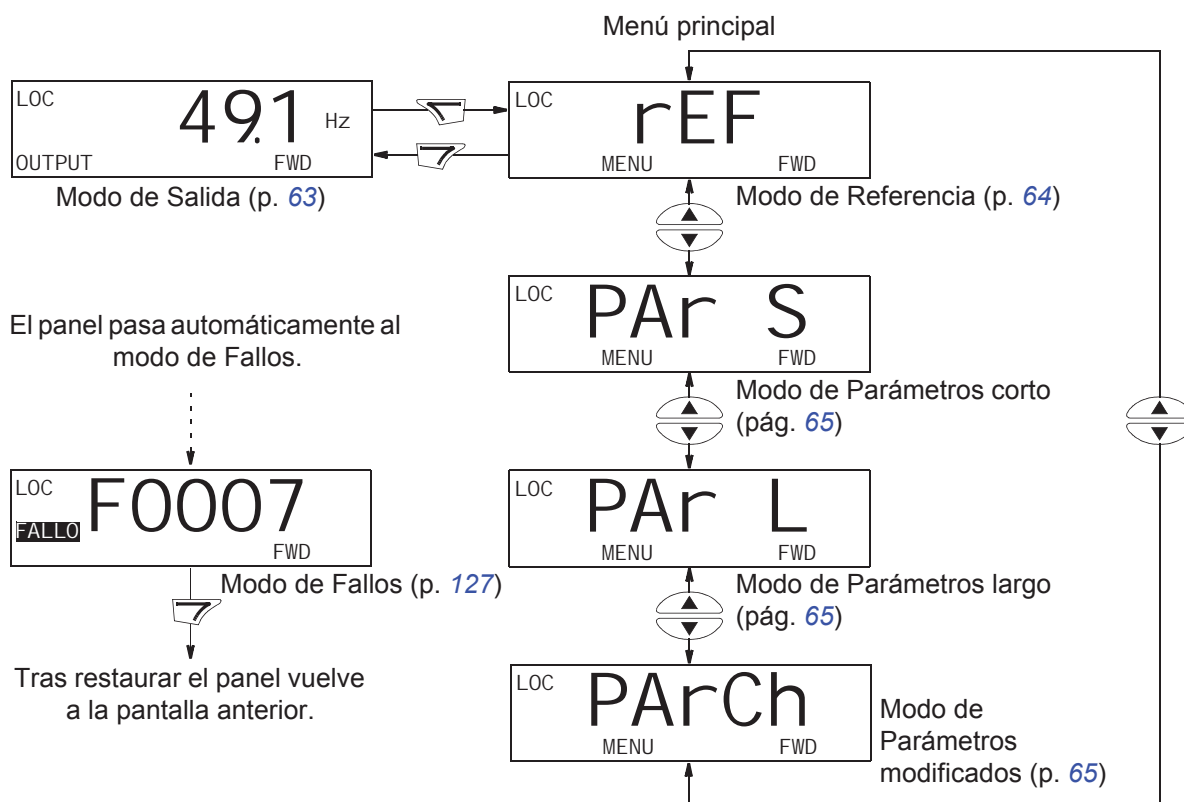 Menú principal
LOC
49.1 Hz
OUTPUT FWD
Modo de Salida (p. 63)
LOC
rEF
MENU FWD
Modo de Referencia (p. 64)
LOC
PAr S
MENU FWD
Modo de Parámetros corto
(pág. 65)
El panel pasa automáticamente al
modo de Fallos.
LOC
F0007
FALLO
FWD
Modo de Fallos (p. 127)
Tras restaurar el panel vuelve
a la pantalla anterior.
LOC
PAr L
MENU FWD
Modo de Parámetros largo
(pág. 65)
LOC
PArCh
MENU FWD
Modo de
Parámetros
modificados (p. 65)